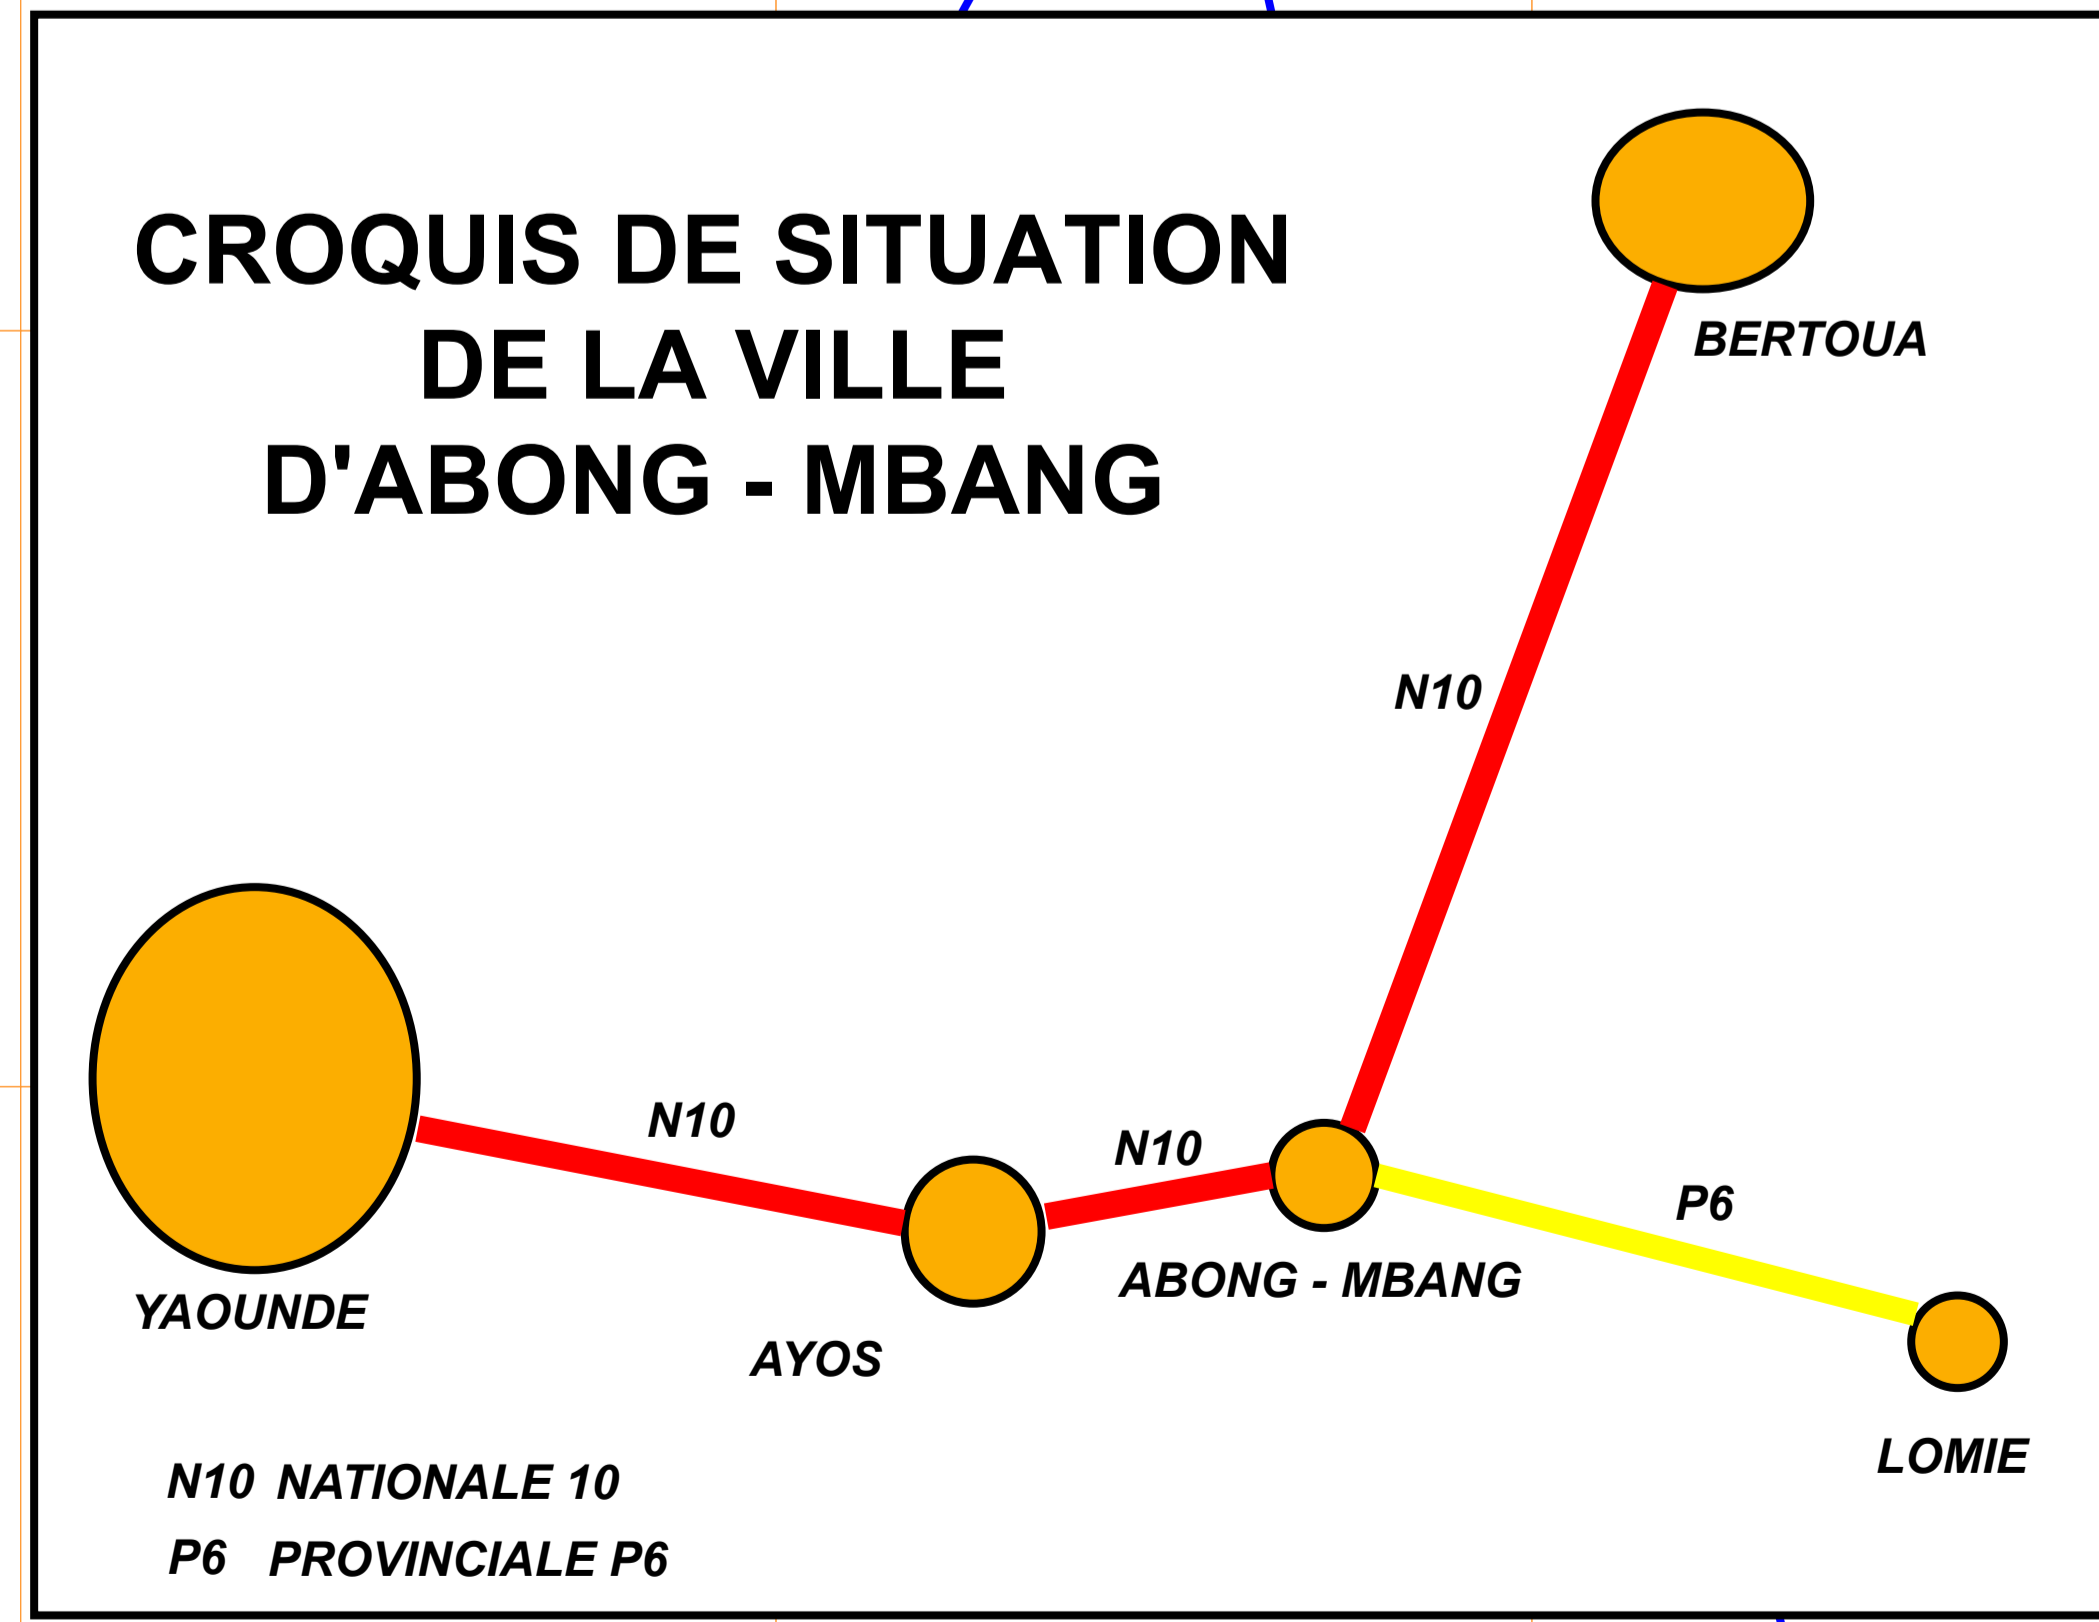 CROQUIS DE SITUATION
DE LA VILLE
D'ABONG - MBANG
BERTOUA
N10
N10
N10
P6
ABONG - MBANG
YAOUNDE
AYOS
LOMIE
N10 NATIONALE 10
P6 PROVINCIALE P6